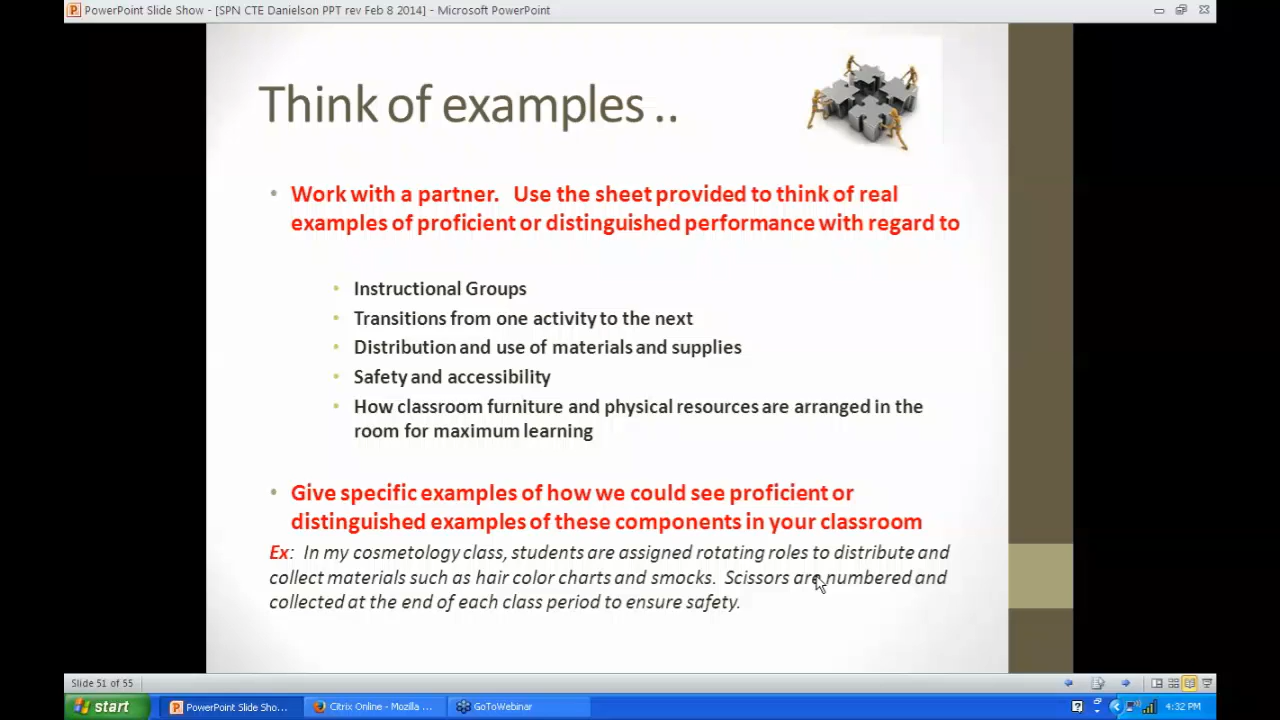 PowerPoint Slide Show - [SPN CTE Danielson PPT rev Feb 8 2014] - Microsoft PowerPoint
Think of examples ..
• Work with a partner. Use the sheet provided to think of real
examples of proficient or distinguished performance with regard to
• Instructional Groups
• Transitions from one activity to the next
• Distribution and use of materials and supplies
• Safety and accessibility
• How classroom furniture and physical resources are arranged in the
room for maximum learning
• Give specific examples of how we could see proficient or
distinguished examples of these components in your classroom
Ex: In my cosmetology class, students are assigned rotating roles to distribute and
collect materials such as hair color charts and smocks. Scissors are numbered and
collected at the end of each class period to ensure safety.
Slide 51 of 55
start PowerPoint Slide Sho... Citrix Online - Mozilla ... GoToWebinar 4:32 PM